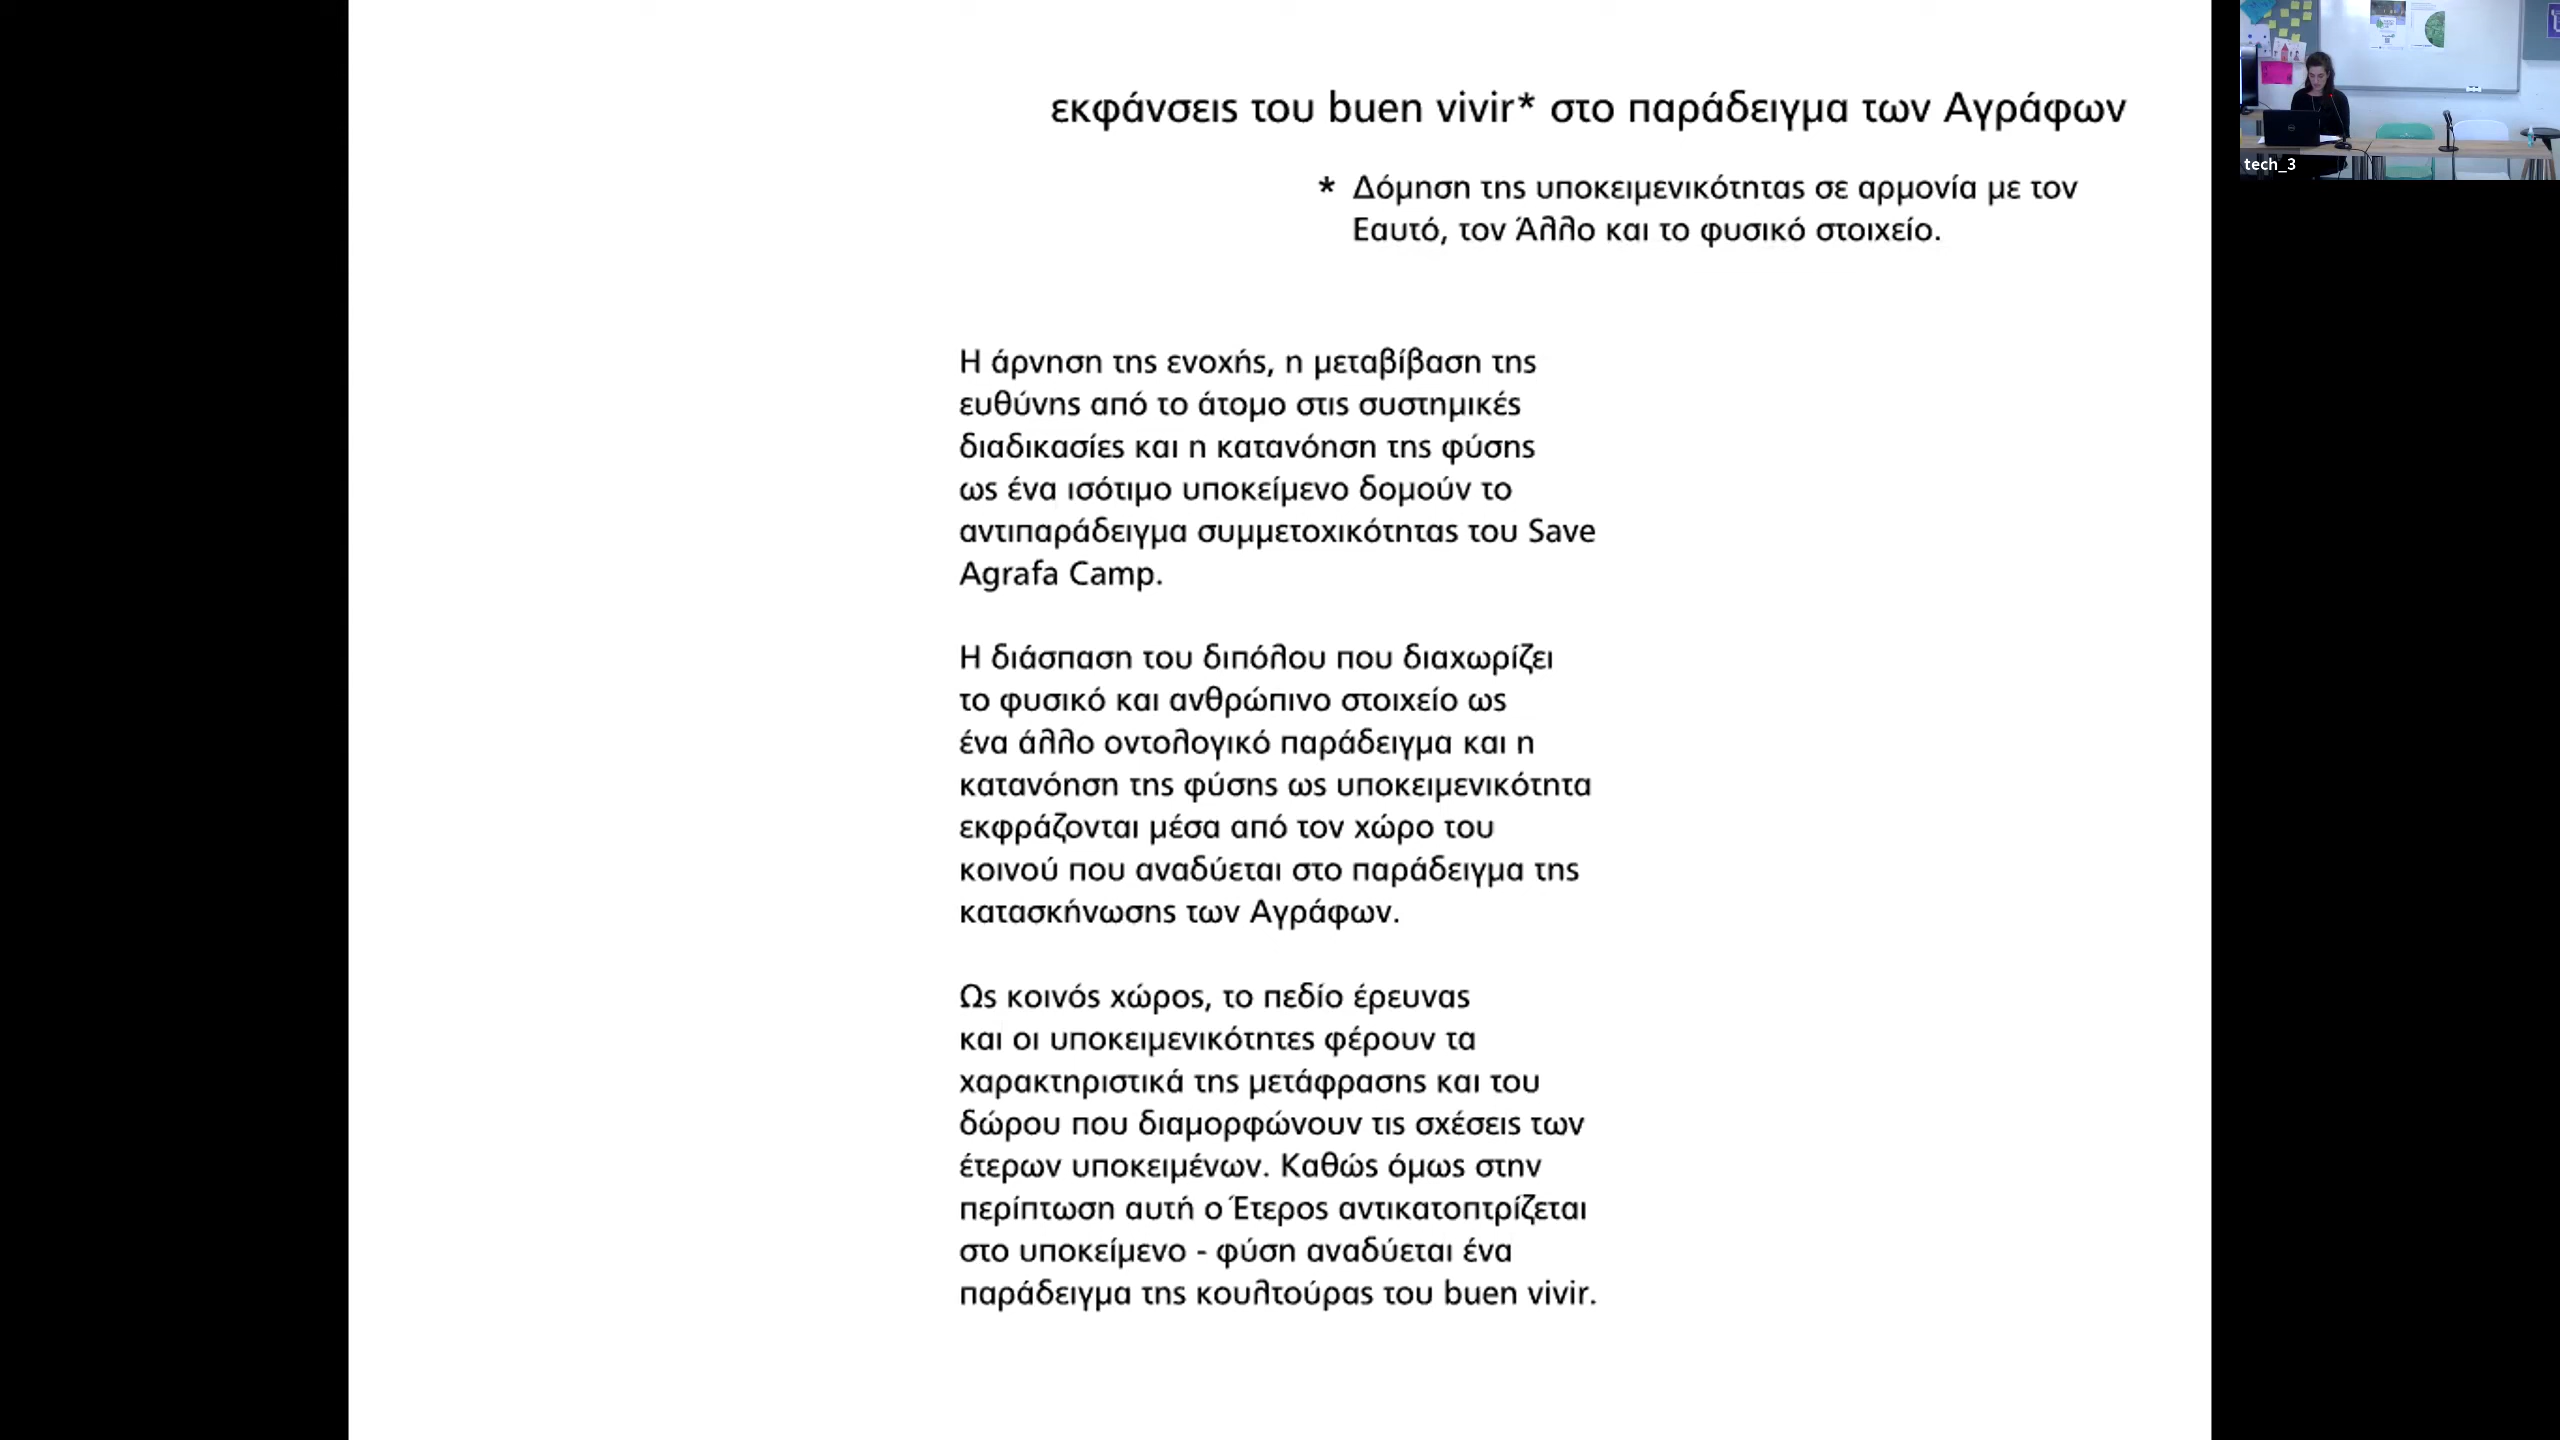 εκφάνσεις του buen vivir* στο παράδειγμα των Αγράφων
* Δόμηση της υποκειμενικότητας σε αρμονία με τον
Εαυτό, τον Άλλο και το φυσικό στοιχείο.
Η άρνηση της ενοχής, η μεταβίβαση της
ευθύνης από το άτομο στις συστημικές
διαδικασίες και η κατανόηση της φύσης
ως ένα ισότιμο υποκείμενο δομούν το
αντιπαράδειγμα συμμετοχικότητας του Save
Agrafa Camp.
Η διάσπαση του διπόλου που διαχωρίζει
το φυσικό και ανθρώπινο στοιχείο ως
ένα άλλο οντολογικό παράδειγμα και η
κατανόηση της φύσης ως υποκειμενικότητα
εκφράζονται μέσα από τον χώρο του
κοινού που αναδύεται στο παράδειγμα της
κατασκήνωσης των Αγράφων.
Ως κοινός χώρος, το πεδίο έρευνας
και οι υποκειμενικότητες φέρουν τα
χαρακτηριστικά της μετάφρασης και του
δώρου που διαμορφώνουν τις σχέσεις των
έτερων υποκειμένων. Καθώς όμως στην
περίπτωση αυτή ο Έτερος αντικατοπτρίζεται
στο υποκείμενο - φύση αναδύεται ένα
παράδειγμα της κουλτούρας του buen vivir.
tech_3